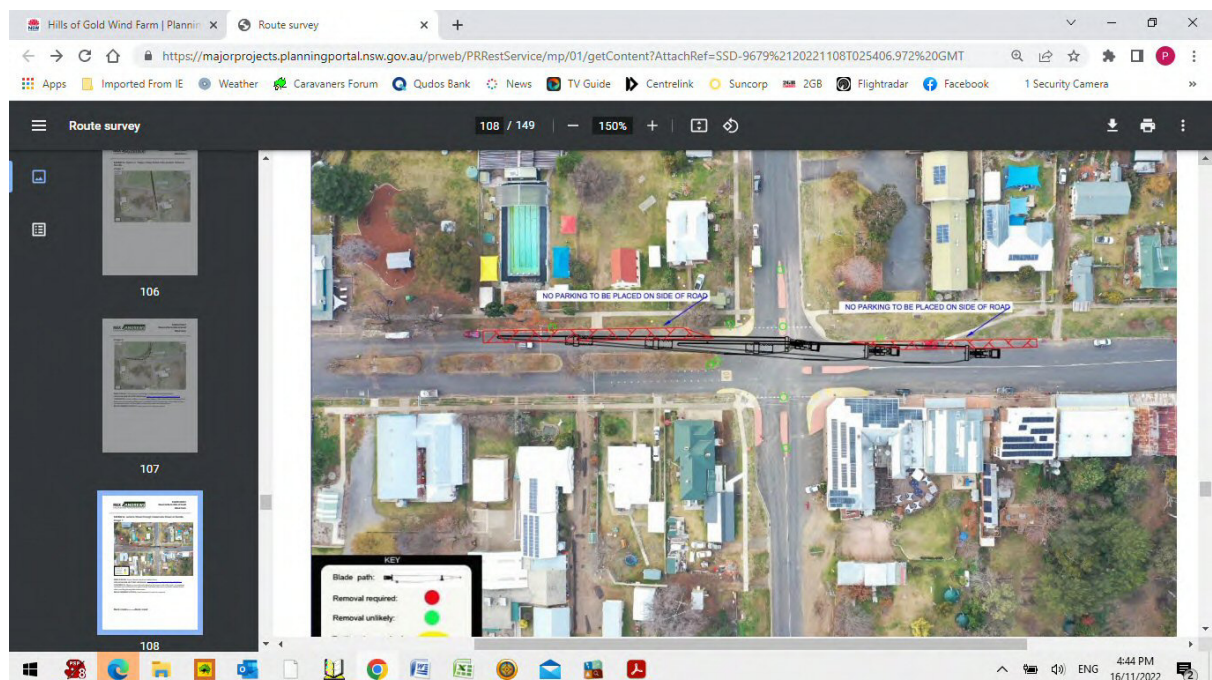 Hills of Gold Wind Farm | Plannin
Route survey
https://majorprojects.planningportal.nsw.gov.au/prweb/PRRestService/mp/01/getContent?AttachRef=SSD-9679%2120221108T025406.972%20GMT
P
Apps
Imported From IE
Weather
Caravaners Forum
Qudos Bank
News
TV Guide
Centrelink
Suncorp
2GB
Flightradar
Facebook
1 Security Camera
Route survey
108 / 149
150%
106
107
108
NO PARKING TO BE PLACED ON SIDE OF ROAD
NO PARKING TO BE PLACED ON SIDE OF ROAD
KEY
Blade path:
Removal required:
Removal unlikely:
ENG
4:44 PM
16/11/2022
2